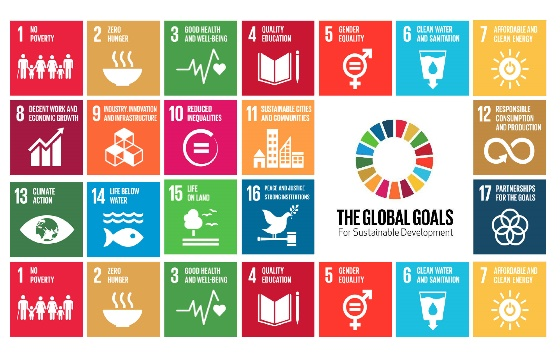 1 NO
POVERTY
2 ZERO
HUNGER
3 GOOD HEALTH
AND WELL-BEING
4 QUALITY
EDUCATION
5 GENDER
EQUALITY
6 CLEAN WATER
AND SANITATION
7 AFFORDABLE AND
CLEAN ENERGY
8 DECENT WORK AND
ECONOMIC GROWTH
9 INDUSTRY, INNOVATION
AND INFRASTRUCTURE
10 REDUCED
INEQUALITIES
11 SUSTAINABLE CITIES
AND COMMUNITIES
12 RESPONSIBLE
CONSUMPTION
AND PRODUCTION
13 CLIMATE
ACTION
14 LIFE BELOW
WATER
15 LIFE
ON LAND
16 PEACE AND JUSTICE
STRONG INSTITUTIONS
THE GLOBAL GOALS
For Sustainable Development
17 PARTNERSHIPS
FOR THE GOALS
1 NO
POVERTY
2 ZERO
HUNGER
3 GOOD HEALTH
AND WELL-BEING
4 QUALITY
EDUCATION
5 GENDER
EQUALITY
6 CLEAN WATER
AND SANITATION
7 AFFORDABLE AND
CLEAN ENERGY